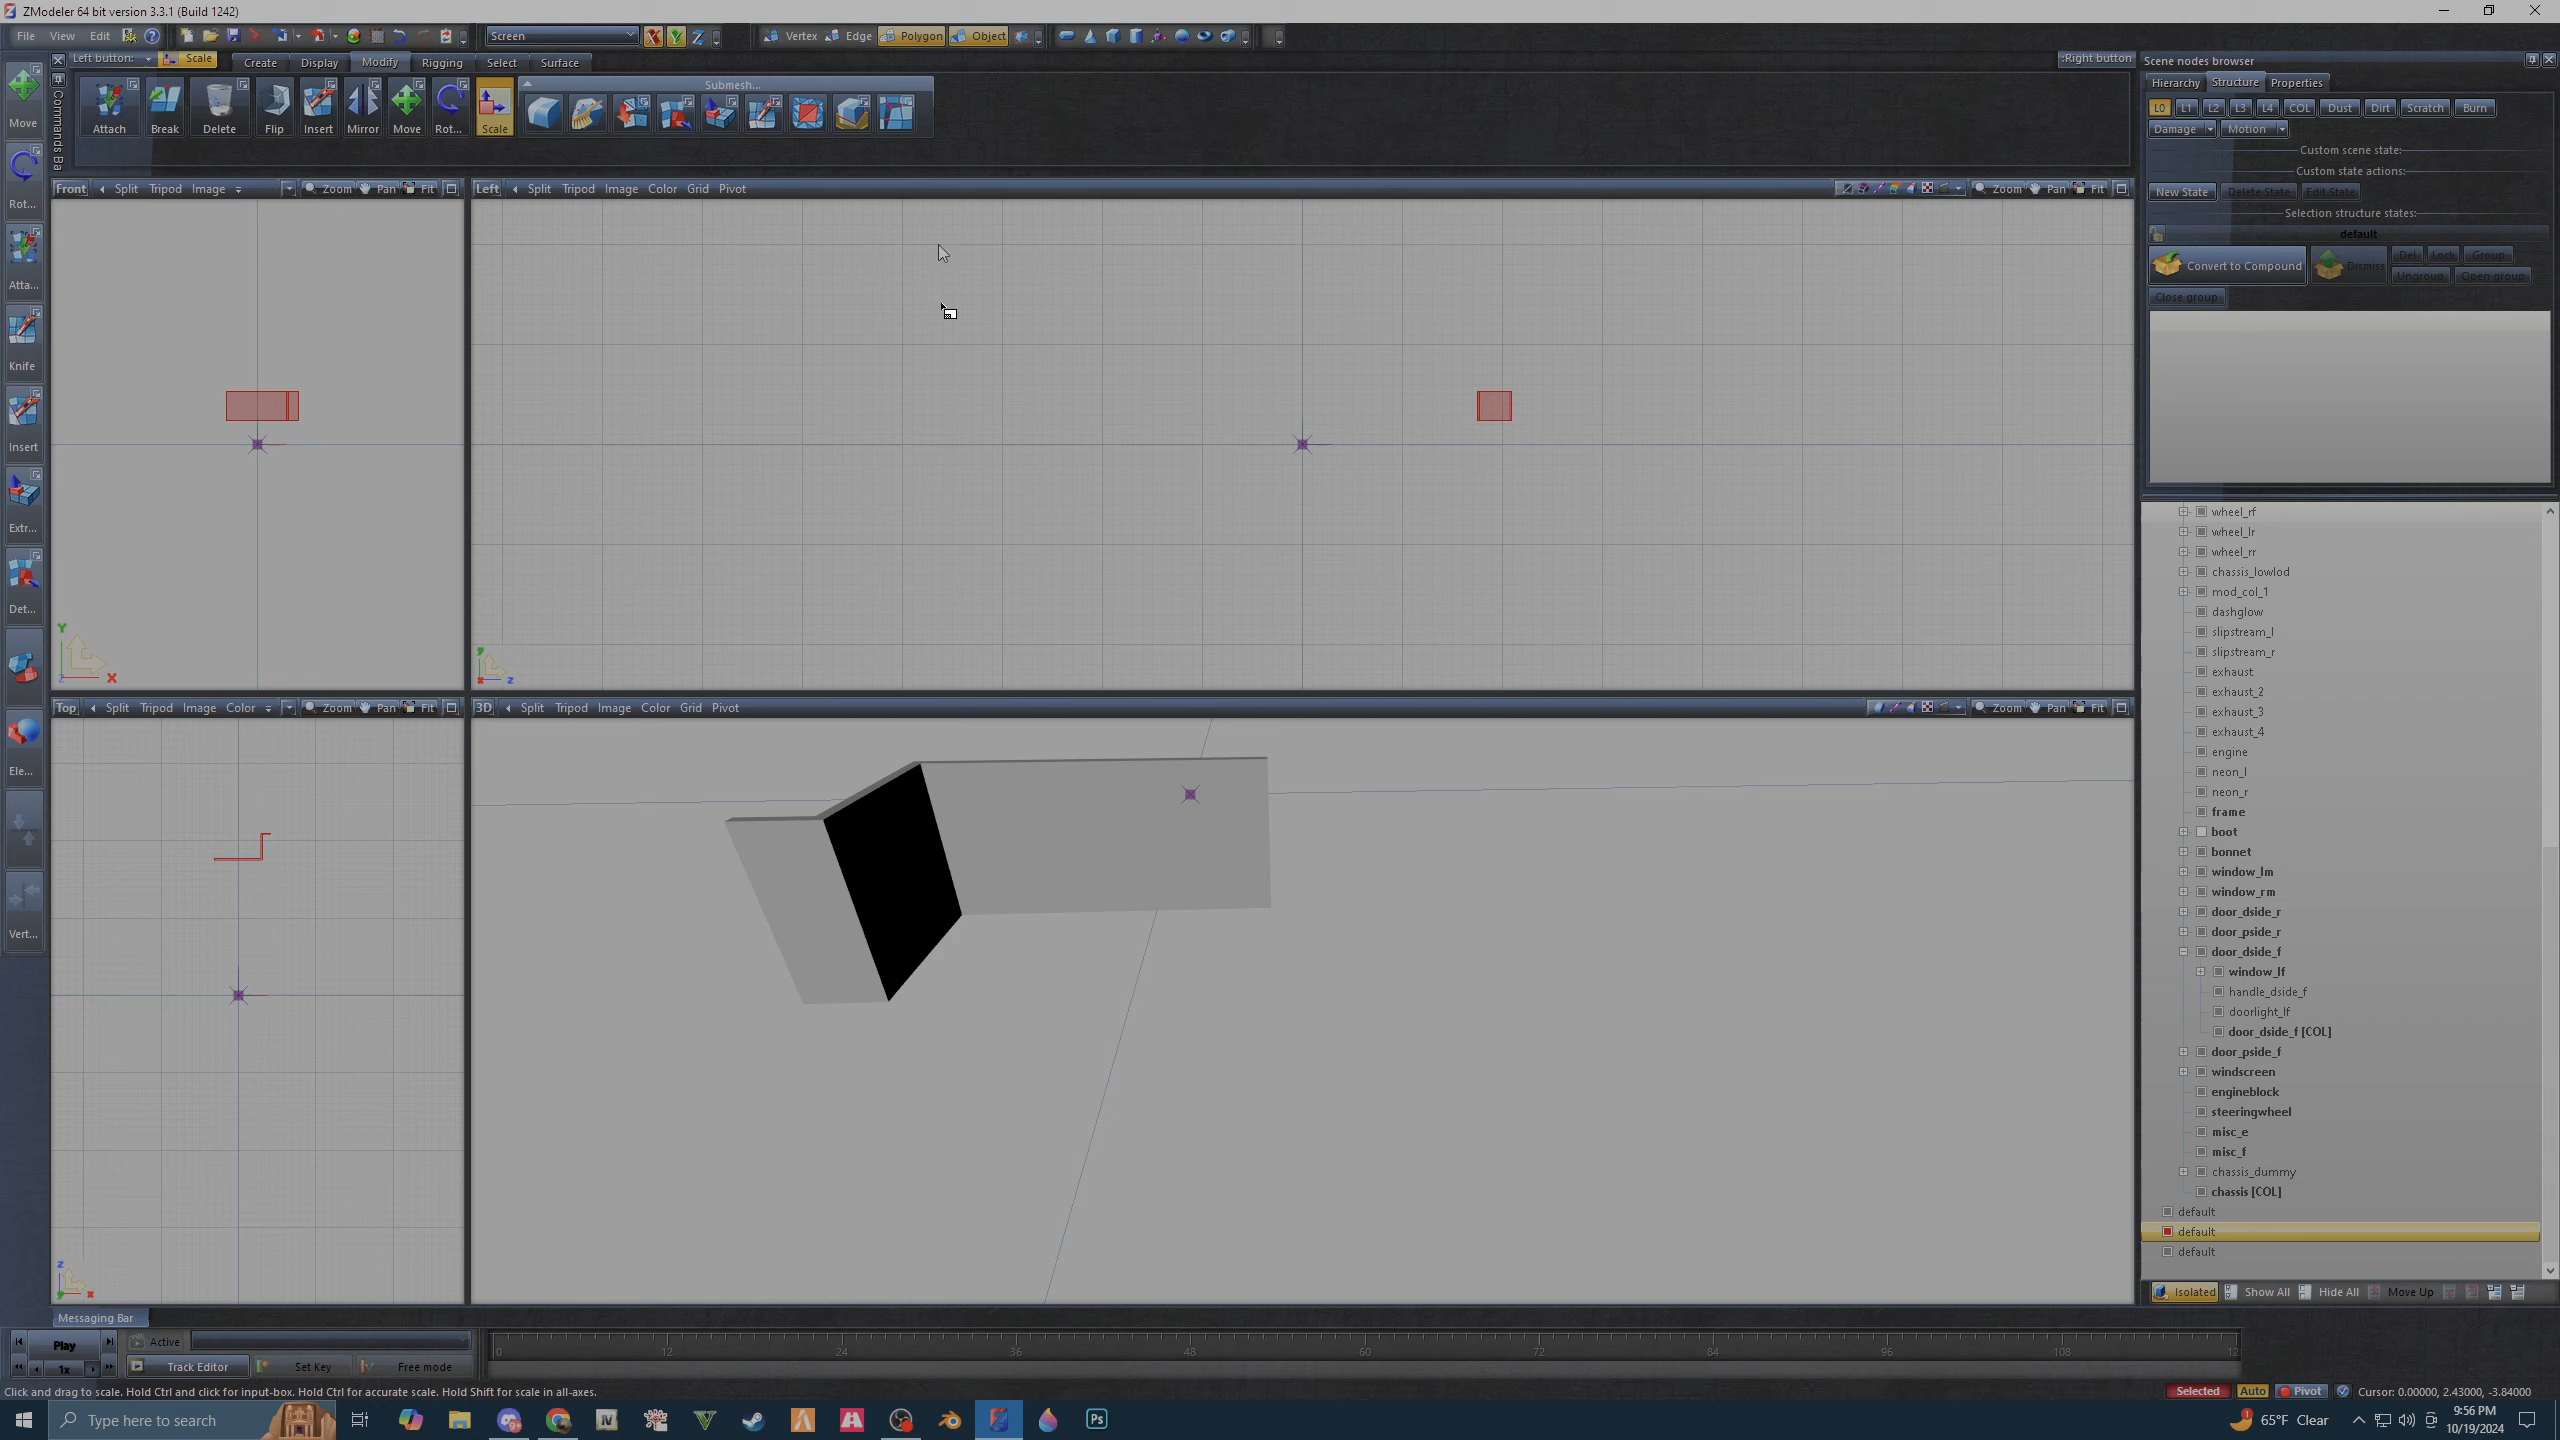 ZModeler 64 bit version 3.3.1 (Build 1242)
File View Edit
Screen
Vertex Edge Polygon Object
Left button: Scale
Create Display Modify Rigging Select Surface
:Right button
Move
Commands Ba
Attach Break Delete Flip Insert Mirror Move Rot... Scale
Submesh...
Scene nodes browser
Hierarchy Structure Properties
L0 L1 L2 L3 L4 COL Dust Dirt Scratch Burn
Damage Motion
Custom scene state:
Custom state actions:
New State Delete State Edit State
Selection structure states:
default
Convert to Compound Dismiss Del Lock Group
Ungroup Open group
Close group
Rot...
Atta...
Knife
Insert
Extr...
Det...
Ele...
Vert...
Front Split Tripod Image Zoom Pan Fit
Y
Z X
Left Split Tripod Image Color Grid Pivot Zoom Pan Fit
y
x z
Top Split Tripod Image Color Zoom Pan Fit
z
y x
3D Split Tripod Image Color Grid Pivot Zoom Pan Fit
wheel_rf
wheel_lr
wheel_rr
chassis_lowlod
mod_col_1
dashglow
slipstream_l
slipstream_r
exhaust
exhaust_2
exhaust_3
exhaust_4
engine
neon_l
neon_r
frame
boot
bonnet
window_lm
window_rm
door_dside_r
door_pside_r
door_dside_f
window_lf
handle_dside_f
doorlight_lf
door_dside_f [COL]
door_pside_f
windscreen
engineblock
steeringwheel
misc_e
misc_f
chassis_dummy
chassis [COL]
default
default
default
Isolated Show All Hide All Move Up
Messaging Bar
Play Active
1x Track Editor Set Key Free mode
0 12 24 36 48 60 72 84 96 108 12
Click and drag to scale. Hold Ctrl and click for input-box. Hold Ctrl for accurate scale. Hold Shift for scale in all-axes.
Selected Auto Pivot Cursor: 0.00000, 2.43000, -3.84000
Type here to search
Ps
1
65°F Clear
9:56 PM
10/19/2024